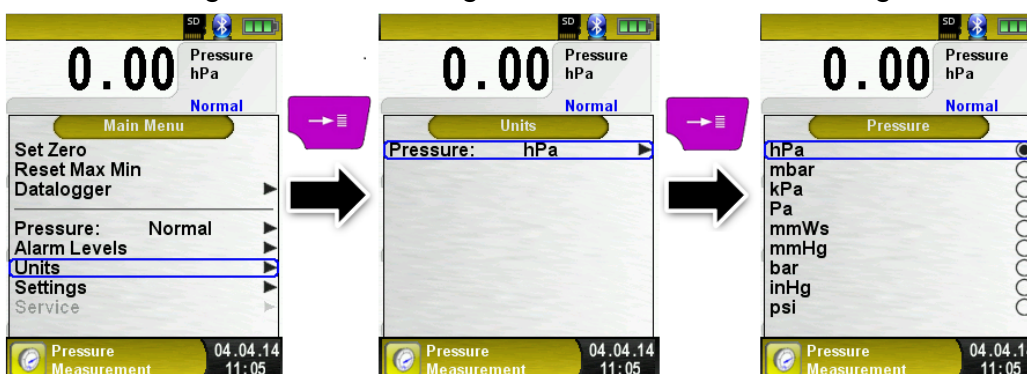 SD
0.00
Pressure
hPa
Normal
Main Menu
Set Zero
Reset Max Min
Datalogger
Pressure: Normal
Alarm Levels
Units
Settings
Service
Pressure
Measurement
04.04.14
11:05
SD
0.00
Pressure
hPa
Normal
Units
Pressure: hPa
Pressure
Measurement
04.04.14
11:05
SD
0.00
Pressure
hPa
Normal
Pressure
hPa
mbar
kPa
Pa
mmWs
mmHg
bar
inHg
psi
Pressure
Measurement
04.04.14
11:05